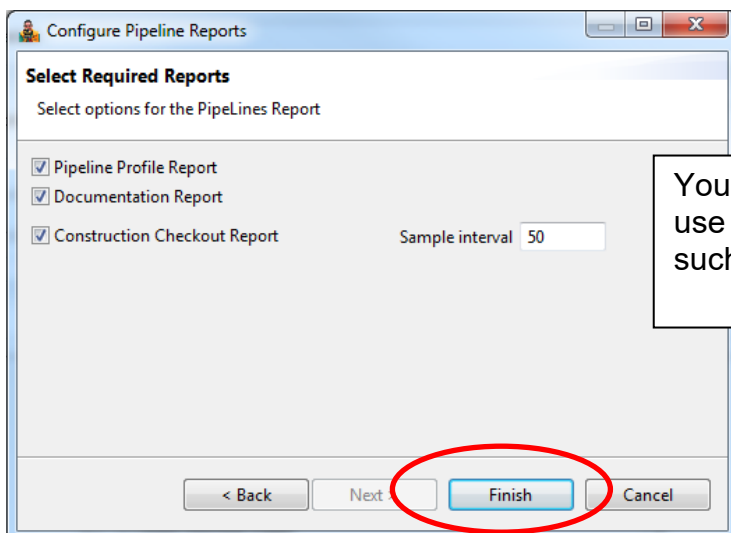 Configure Pipeline Reports
Select Required Reports
Select options for the PipeLines Report
Pipeline Profile Report
Documentation Report
Construction Checkout Report Sample interval 50
You
use
such
< Back Next > Finish Cancel